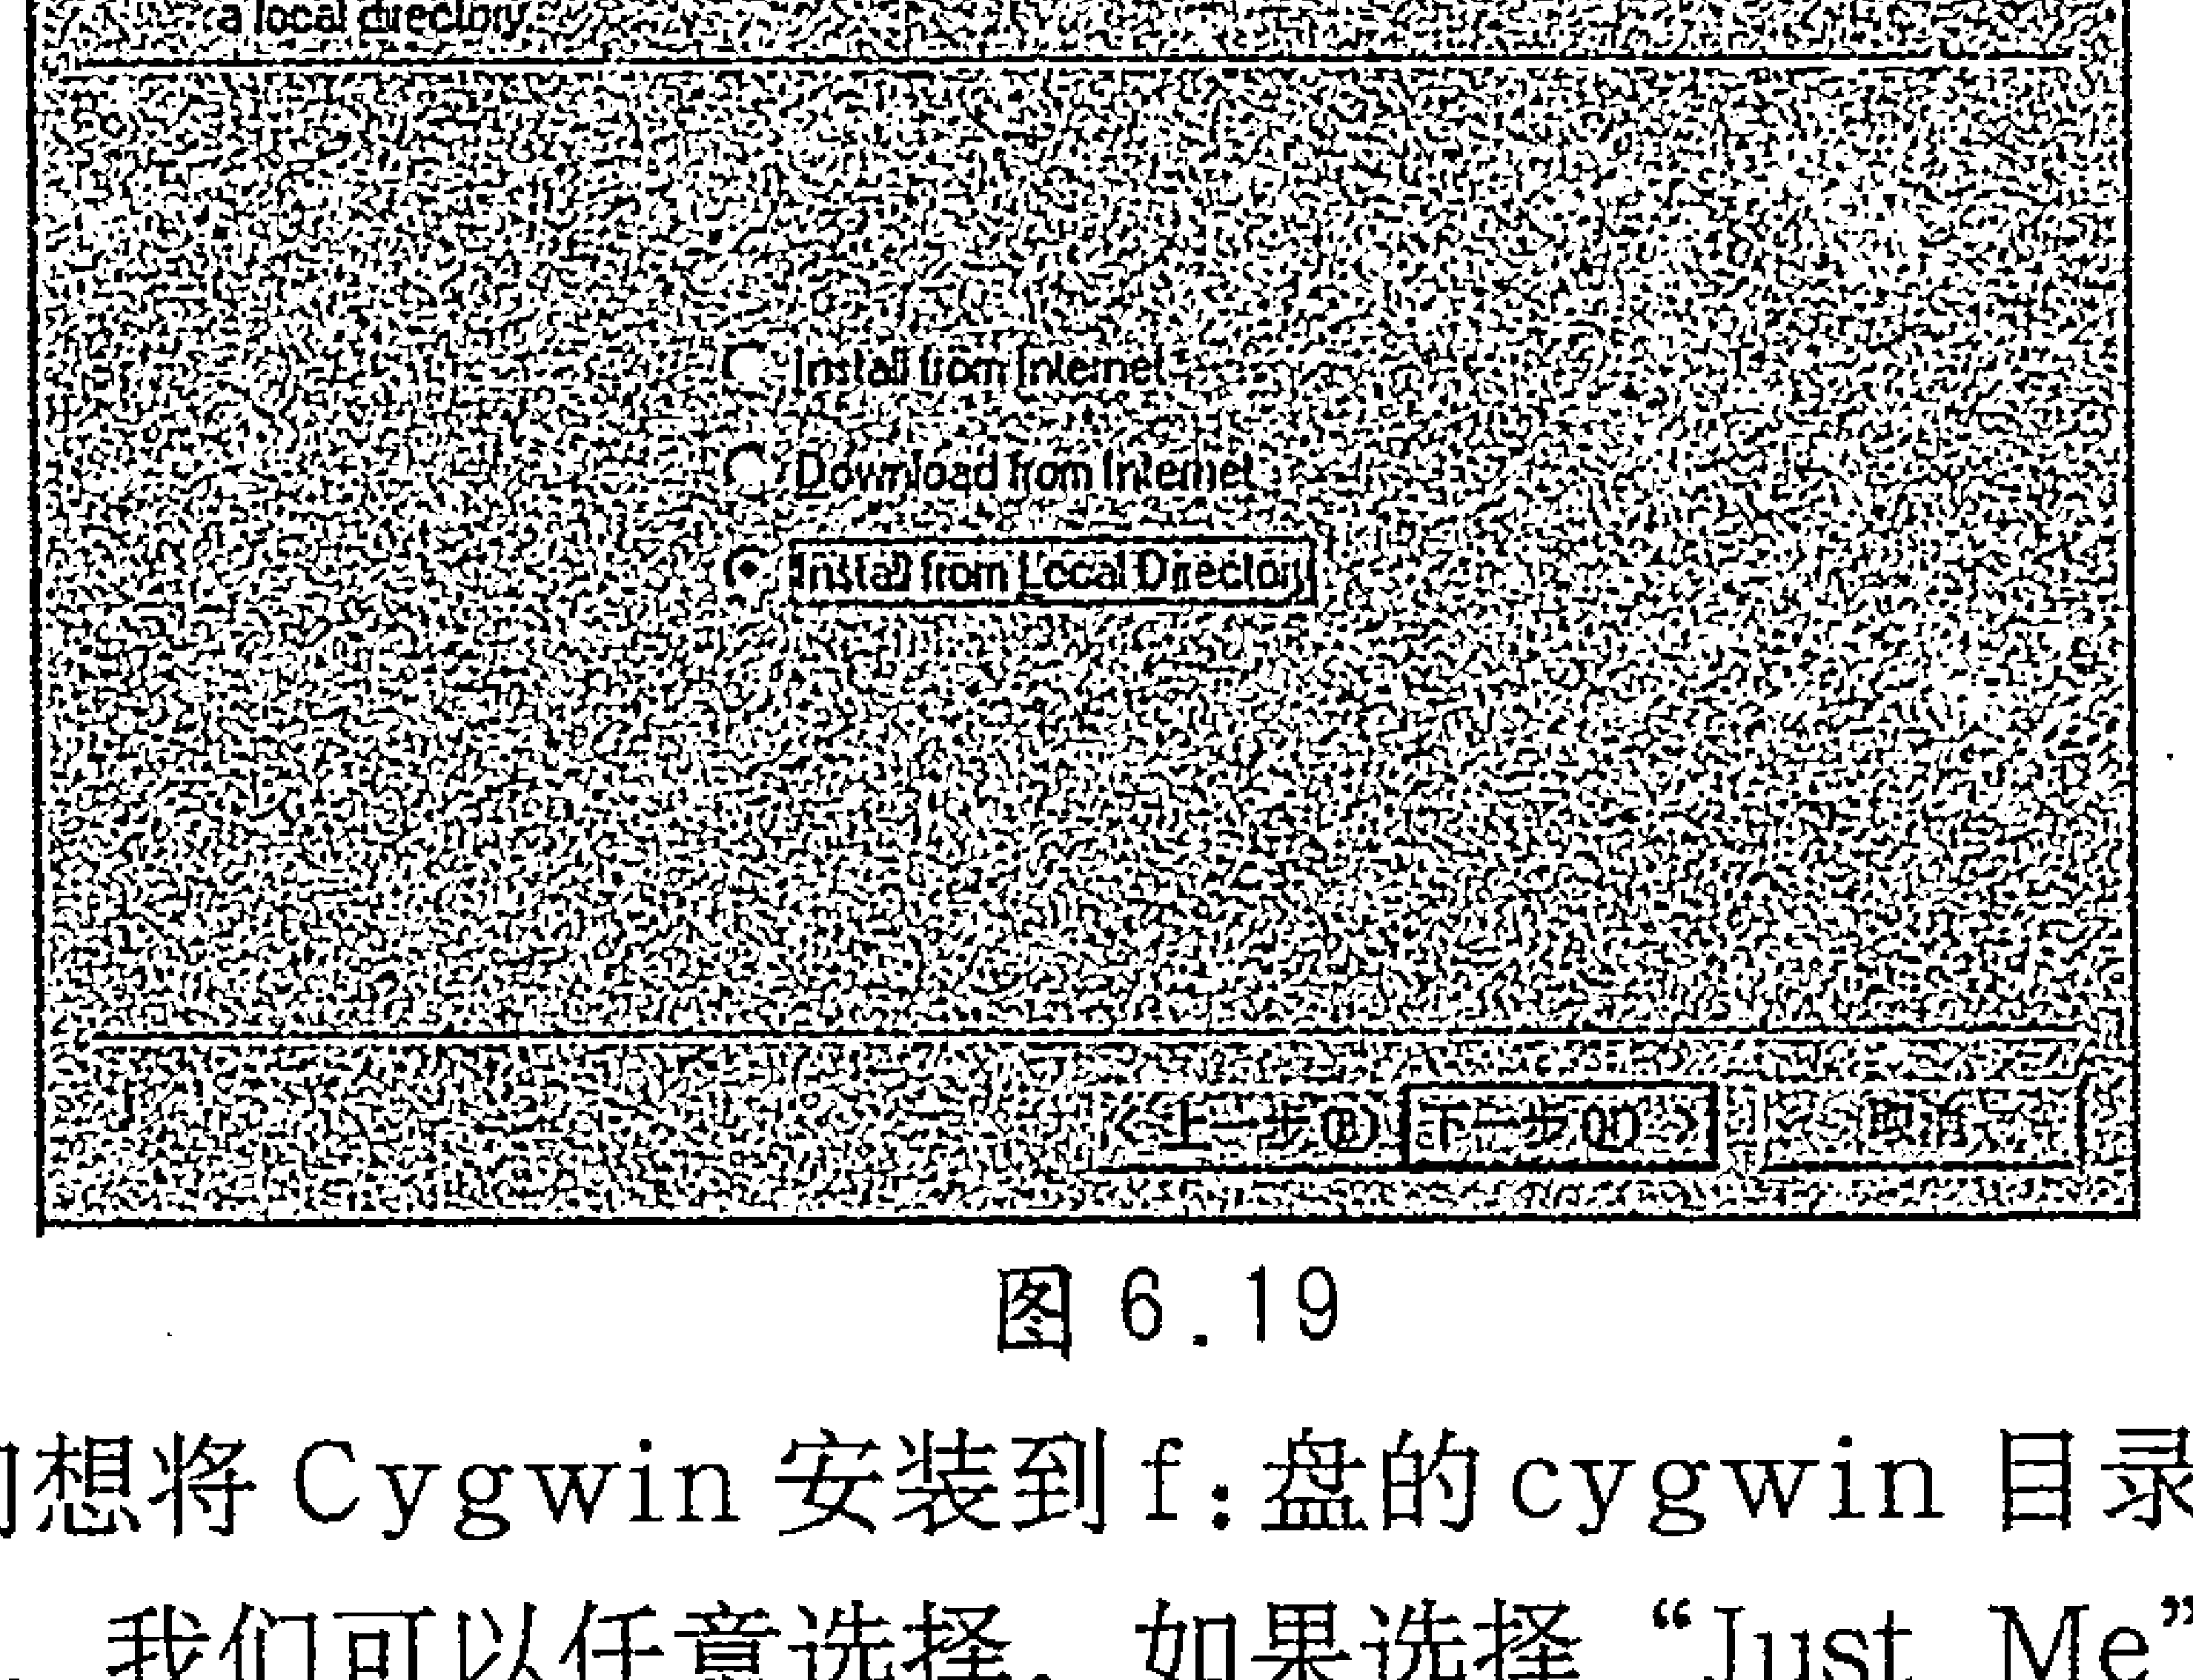 a local directory
Install from Internet
Download from Internet
Install from Local Directory
< 上一步(B) 下一步(N) > 取消
图 6.19
想将 Cygwin 安装到 f:盘的 cygwin 目录
我们可以任意选择. 如果选择 “Just Me”